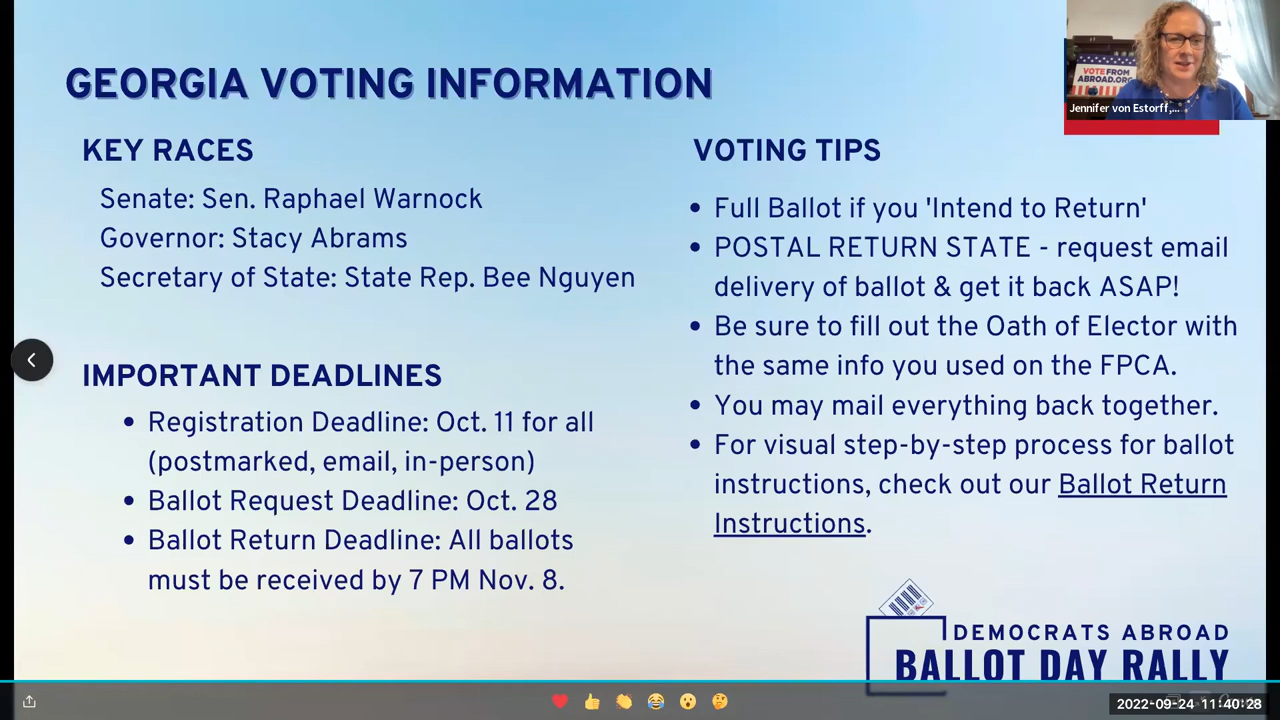 GEORGIA VOTING INFORMATION
KEY RACES
Senate: Sen. Raphael Warnock
Governor: Stacy Abrams
Secretary of State: State Rep. Bee Nguyen
IMPORTANT DEADLINES
• Registration Deadline: Oct. 11 for all
(postmarked, email, in-person)
• Ballot Request Deadline: Oct. 28
• Ballot Return Deadline: All ballots
must be received by 7 PM Nov. 8.
VOTING TIPS
• Full Ballot if you 'Intend to Return'
• POSTAL RETURN STATE - request email
delivery of ballot & get it back ASAP!
• Be sure to fill out the Oath of Elector with
the same info you used on the FPCA.
• You may mail everything back together.
• For visual step-by-step process for ballot
instructions, check out our Ballot Return
Instructions.
VOTE FROM
ABROAD.ORG
Jennifer von Estorff,...
DEMOCRATS ABROAD
BALLOT DAY RALLY
2022-09-24 11:40:28